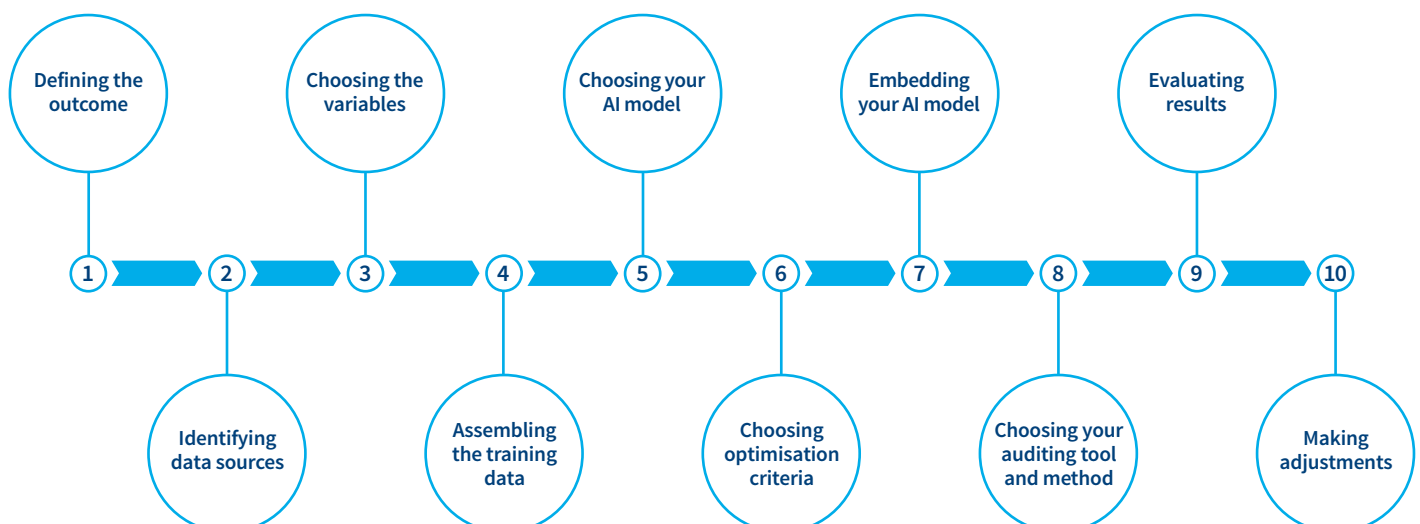 Defining the
outcome
Choosing the
variables
Choosing your
AI model
Embedding
your AI model
Evaluating
results
1
2
3
4
5
6
7
8
9
10
Identifying
data sources
Assembling
the training
data
Choosing
optimisation
criteria
Choosing your
auditing tool
and method
Making
adjustments